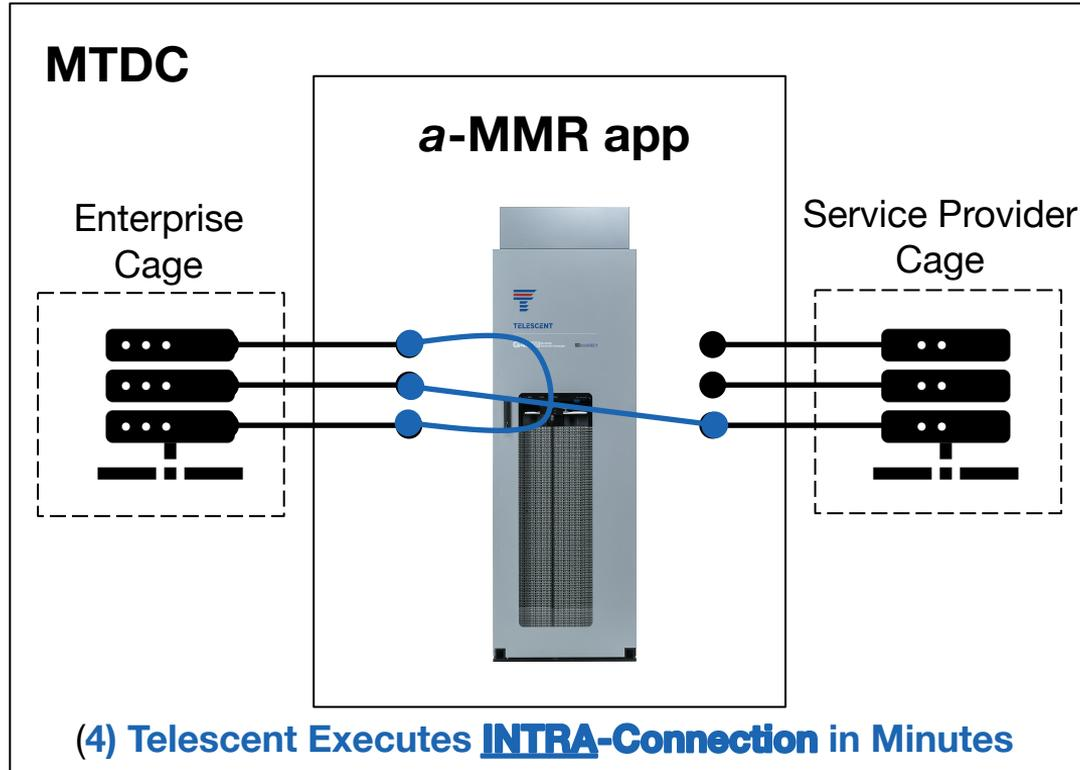 MTDC
a-MMR app
Enterprise
Cage
Service Provider
Cage
TELESCENT
(4) Telescent Executes INTRA-Connection in Minutes